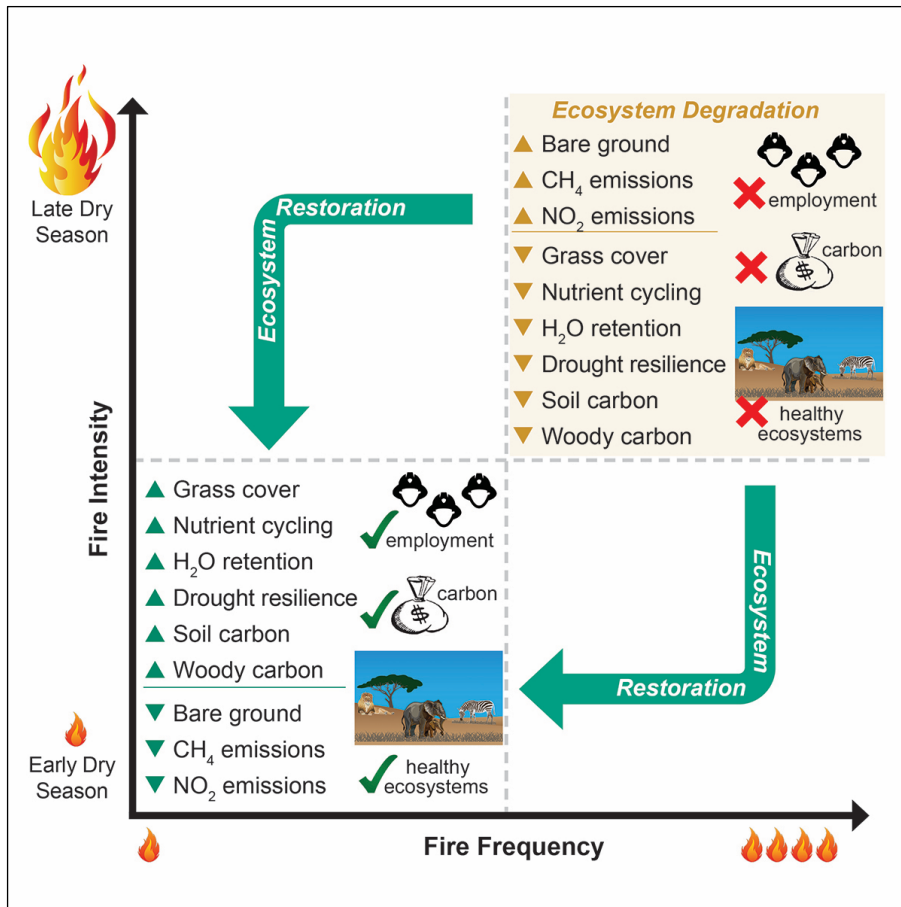 Ecosystem Degradation
Bare ground
CH₄ emissions
NO₂ emissions
Grass cover
Nutrient cycling
H₂O retention
Drought resilience
Soil carbon
Woody carbon
employment
carbon
$
healthy
ecosystems
Late Dry
Season
Restoration
Ecosystem
Fire Intensity
Grass cover
Nutrient cycling
H₂O retention
Drought resilience
Soil carbon
Woody carbon
Bare ground
CH₄ emissions
NO₂ emissions
employment
carbon
$
healthy
ecosystems
Ecosystem
Restoration
Early Dry
Season
Fire Frequency